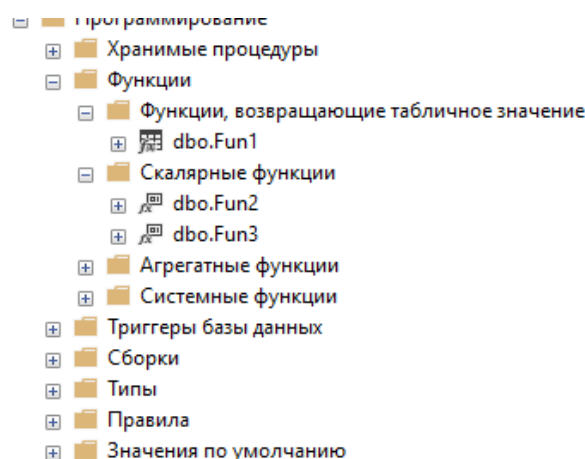 Программирование
Хранимые процедуры
Функции
Функции, возвращающие табличное значение
dbo.Fun1
Скалярные функции
dbo.Fun2
dbo.Fun3
Агрегатные функции
Системные функции
Триггеры базы данных
Сборки
Типы
Правила
Значения по умолчанию